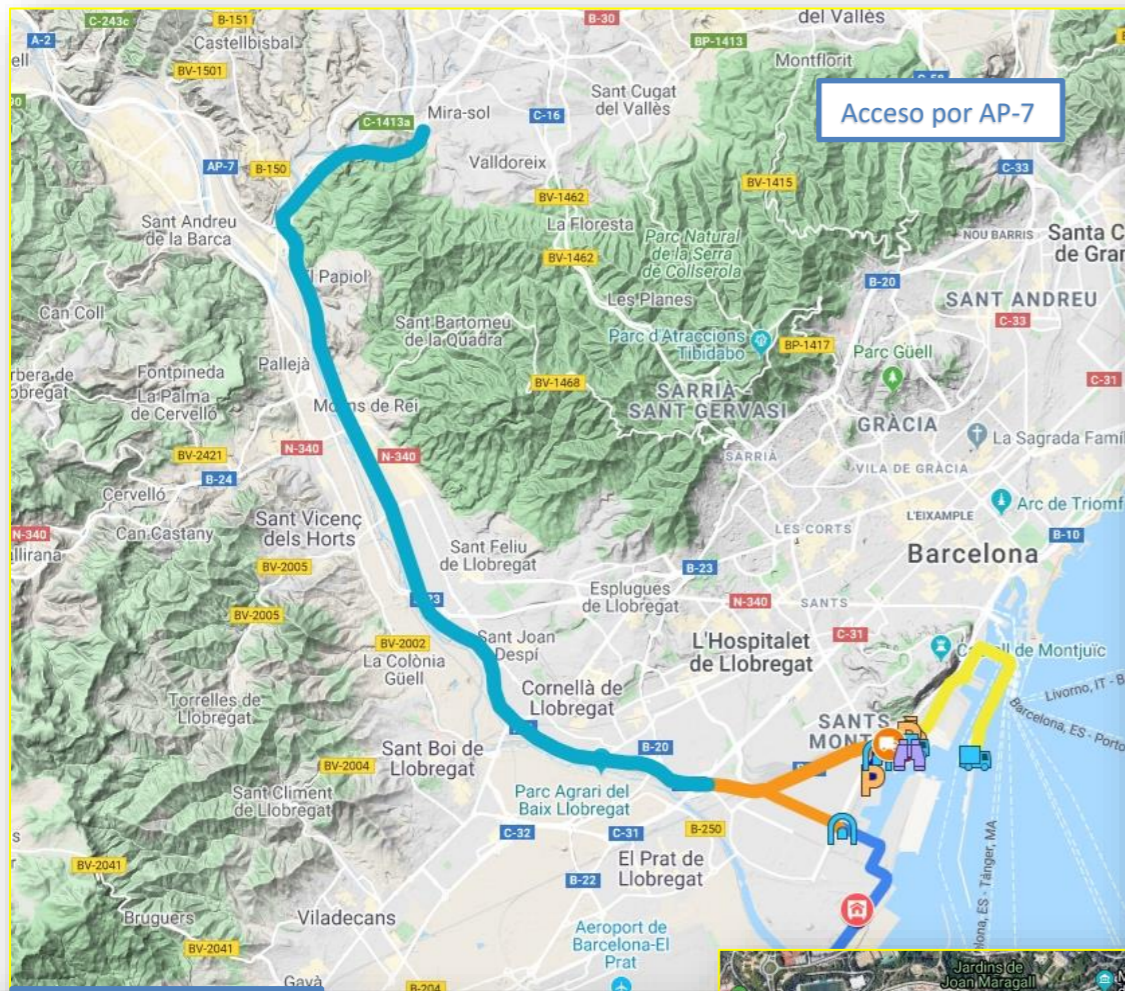 C-243c
B-151
B-30
del Vallès
A-2
Castellbisbal
BP-1413
Montflorit
BV-1501
Sant Cugat
del Vallès
Acceso por AP-7
Mira-sol
C-1413a
C-16
Valldoreix
C-33
AP-7
B-150
BV-1415
BV-1462
Sant Andreu
de la Barca
La Floresta
Parc Natural
de la Serra
de Collserola
NOU BARRIS
Santa C
de Gran
BV-1462
El Papiol
B-20
Les Planes
SANT ANDREU
Can Coll
Sant Bartomeu
de la Quadra
Parc d'Atraccions
Tibidabo
C-33
BP-1417
Parc Güell
Pallejà
Fontpineda
C-31
BV-1468
La Palma
de Cervelló
Molins de Rei
SARRIÀ
SANT GERVASI
GRÀCIA
La Sagrada Famíl
N-340
N-340
BV-2421
SARRIÀ
VILA DE GRÀCIA
B-24
Cervelló
Arc de Triomf
L'EIXAMPLE
Can Castany
Sant Vicenç
dels Horts
LES CORTS
N-340
B-10
Sant Feliu
de Llobregat
Barcelona
BV-2005
B-23
Esplugues
de Llobregat
N-340
SANTS
B-23
BV-2005
C-31
BV-2002
Sant Joan
Despí
L'Hospitalet
de Llobregat
Castell de Montjuïc
La Colònia
Güell
Cornellà de
Llobregat
Livorno, IT - B
Torrelles de
Llobregat
SANTS
MONT
Barcelona, ES - Porto
Sant Boi de
Llobregat
B-20
BV-2004
Sant Climent
de Llobregat
Parc Agrari del
Baix Llobregat
P
C-32
C-31
B-250
El Prat de
Llobregat
BV-2041
B-22
Bruguers
Viladecans
elona, ES - Tánger, MA
Aeroport de
Barcelona-El
Prat
BV-2041
Gavà
B-204
Jardins de
Joan Maragall